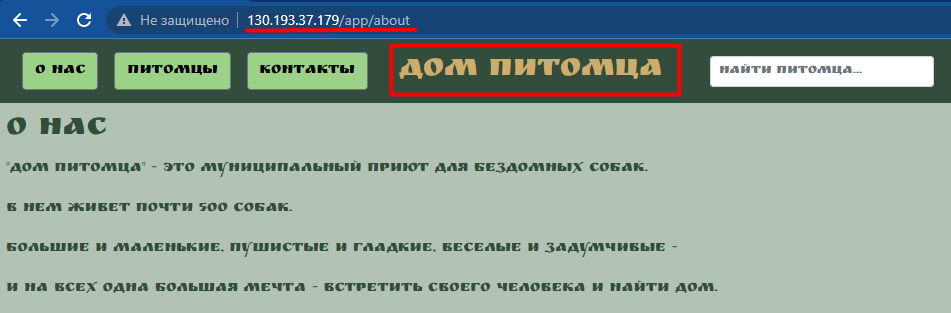 Не защищено 130.193.37.179/app/about
О НАС ПИТОМЦЫ КОНТАКТЫ ДОМ ПИТОМЦА НАЙТИ ПИТОМЦА...
О НАС
"ДОМ ПИТОМЦА" - ЭТО МУНИЦИПАЛЬНЫЙ ПРИЮТ ДЛЯ БЕЗДОМНЫХ СОБАК.
В НЕМ ЖИВЕТ ПОЧТИ 500 СОБАК.
БОЛЬШИЕ И МАЛЕНЬКИЕ, ПУШИСТЫЕ И ГЛАДКИЕ, ВЕСЕЛЫЕ И ЗАДУМЧИВЫЕ -
И НА ВСЕХ ОДНА БОЛЬШАЯ МЕЧТА - ВСТРЕТИТЬ СВОЕГО ЧЕЛОВЕКА И НАЙТИ ДОМ.